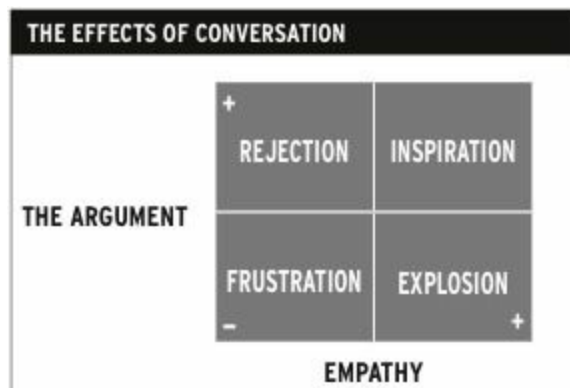 THE EFFECTS OF CONVERSATION
+
REJECTION
INSPIRATION
THE ARGUMENT
FRUSTRATION
EXPLOSION
–
+
EMPATHY